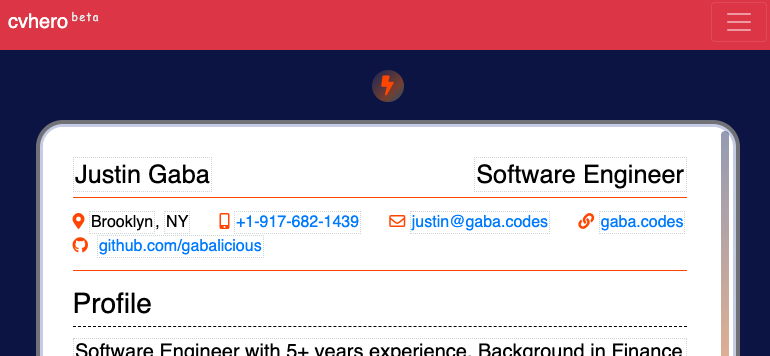 cvhero beta
Justin Gaba Software Engineer
Brooklyn, NY +1-917-682-1439 justin@gaba.codes gaba.codes
github.com/gabalicious
Profile
Software Engineer with 5+ years experience. Background in Finance